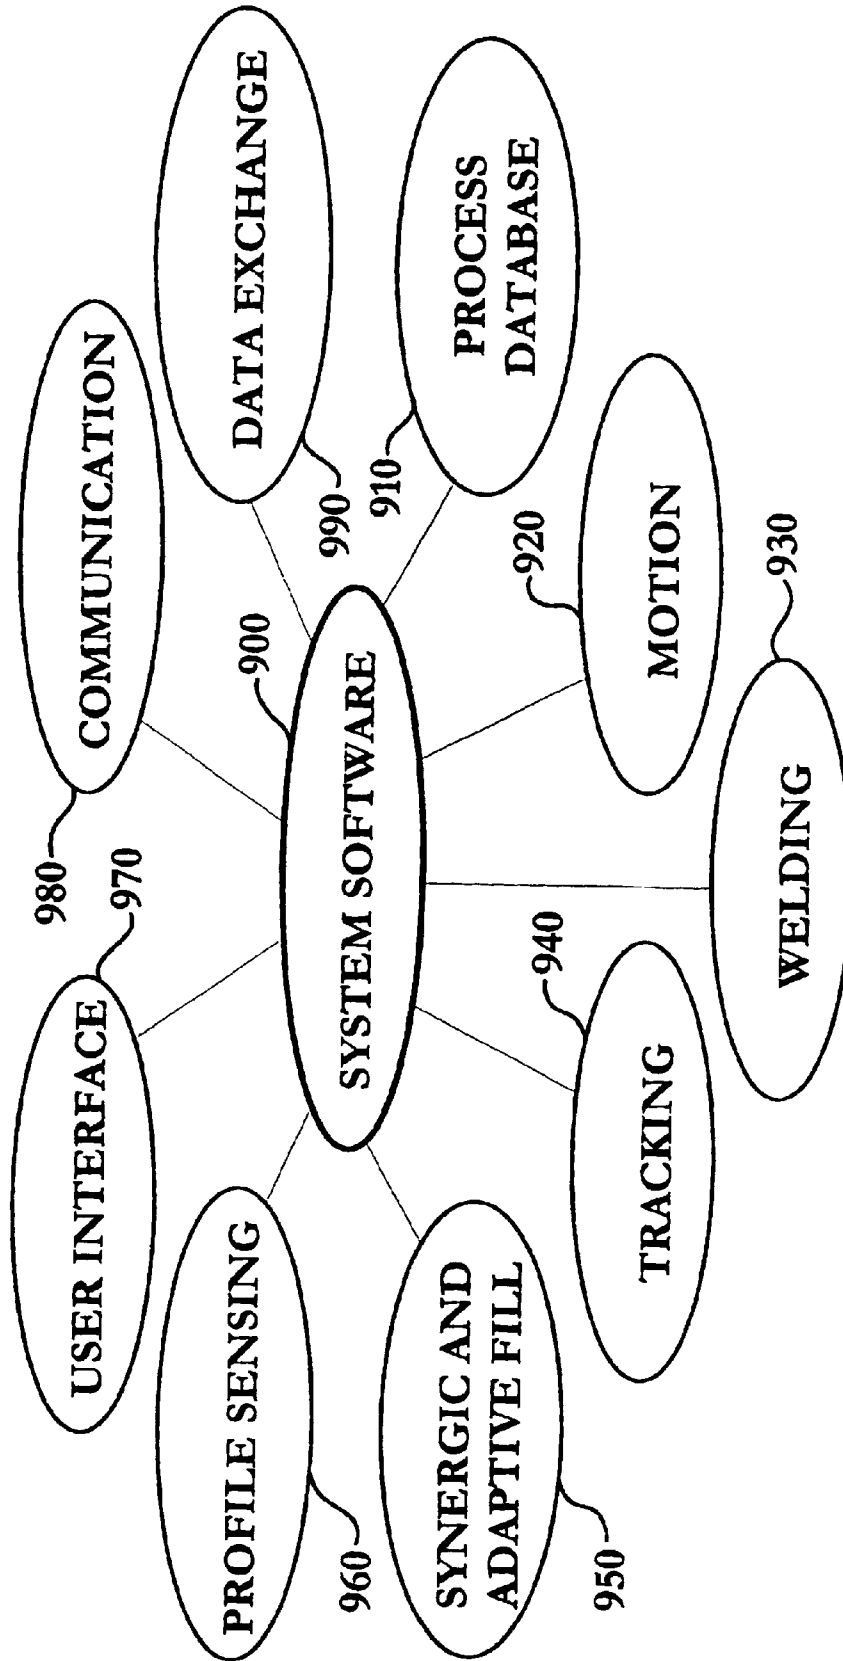 COMMUNICATION
980
DATA EXCHANGE
990
USER INTERFACE
970
SYSTEM SOFTWARE
900
PROCESS
DATABASE
910
PROFILE SENSING
960
SYNERGIC AND
ADAPTIVE FILL
950
TRACKING
940
MOTION
920
WELDING
930